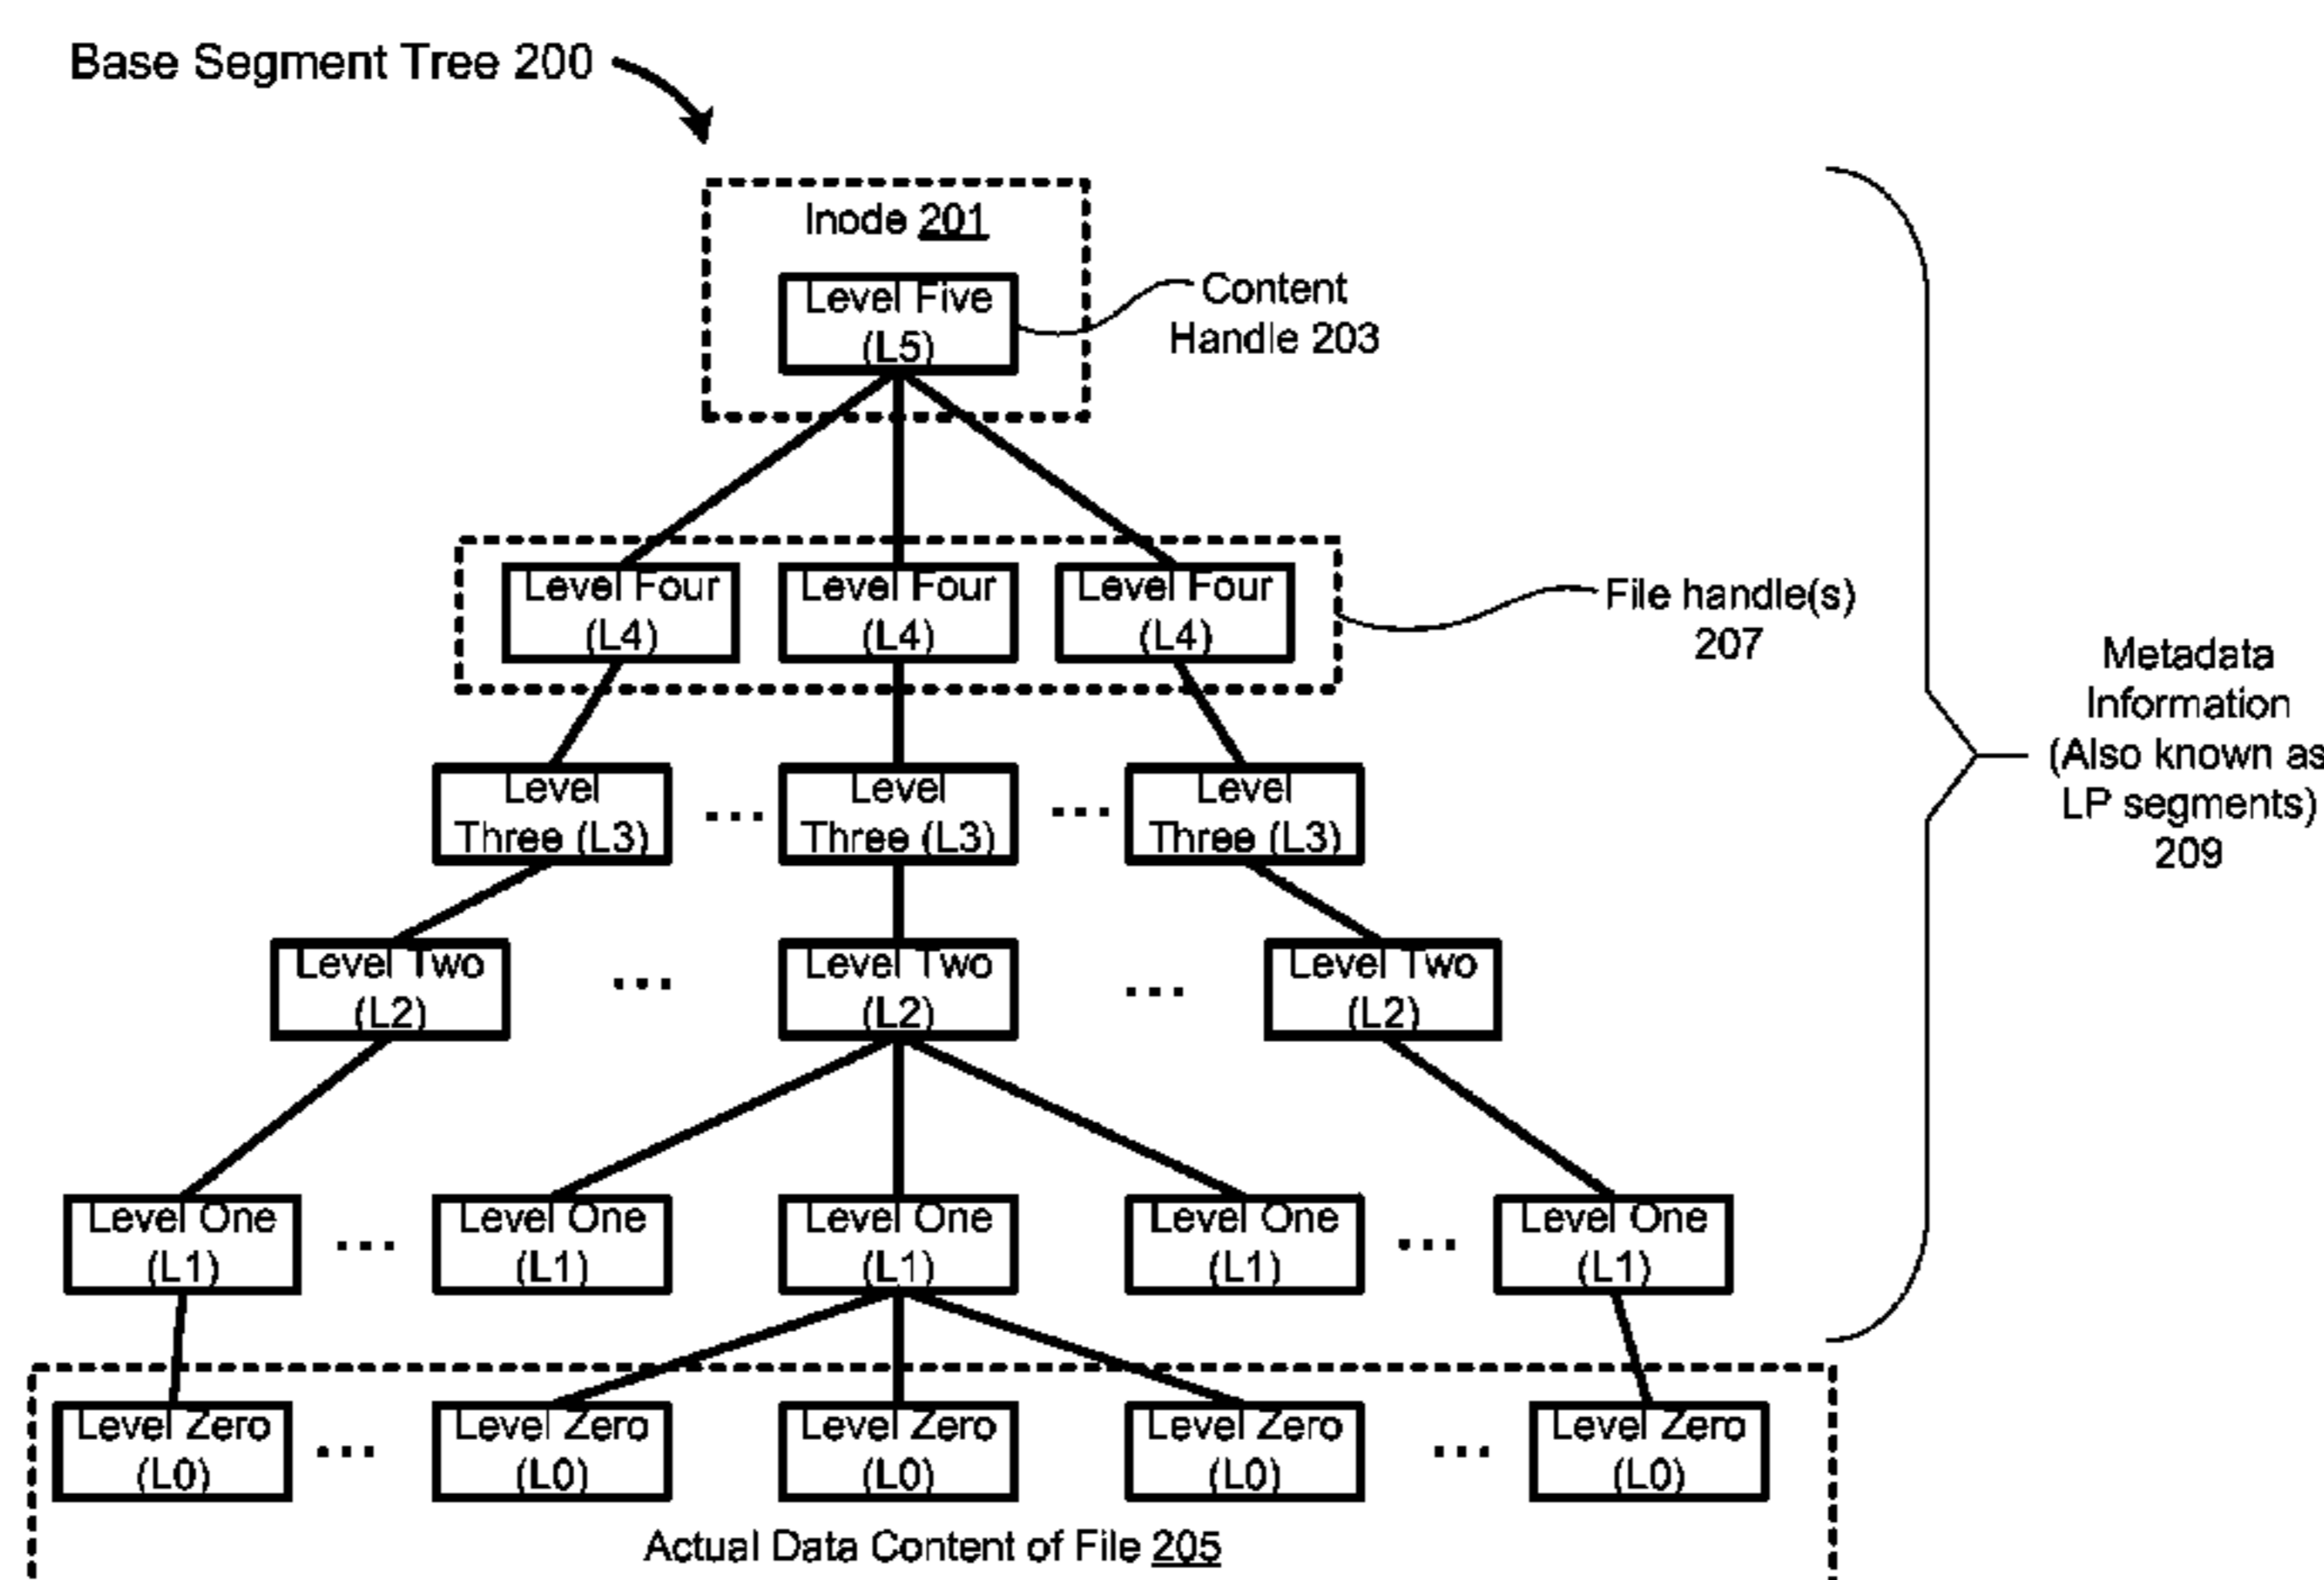 Base Segment Tree 200
Inode 201
Level Five
(L5)
Content
Handle 203
Level Four
(L4)
Level Four
(L4)
Level Four
(L4)
File handle(s)
207
Metadata
Information
(Also known as
LP segments)
209
Level
Three (L3)
...
Level
Three (L3)
...
Level
Three (L3)
Level Two
(L2)
...
Level Two
(L2)
...
Level Two
(L2)
Level One
(L1)
...
Level One
(L1)
Level One
(L1)
Level One
(L1)
...
Level One
(L1)
Level Zero
(L0)
...
Level Zero
(L0)
Level Zero
(L0)
Level Zero
(L0)
...
Level Zero
(L0)
Actual Data Content of File 205